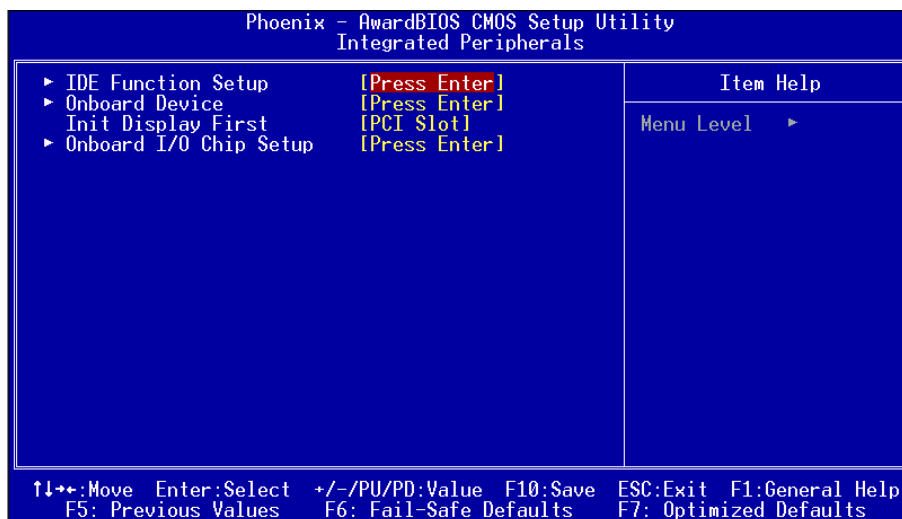 Phoenix - AwardBIOS CMOS Setup Utility
Integrated Peripherals
► IDE Function Setup [Press Enter]
► Onboard Device [Press Enter]
Init Display First [PCI Slot]
► Onboard I/O Chip Setup [Press Enter]
Item Help
Menu Level ►
↑↓→←:Move Enter:Select +/-/PU/PD:Value F10:Save ESC:Exit F1:General Help
F5: Previous Values F6: Fail-Safe Defaults F7: Optimized Defaults